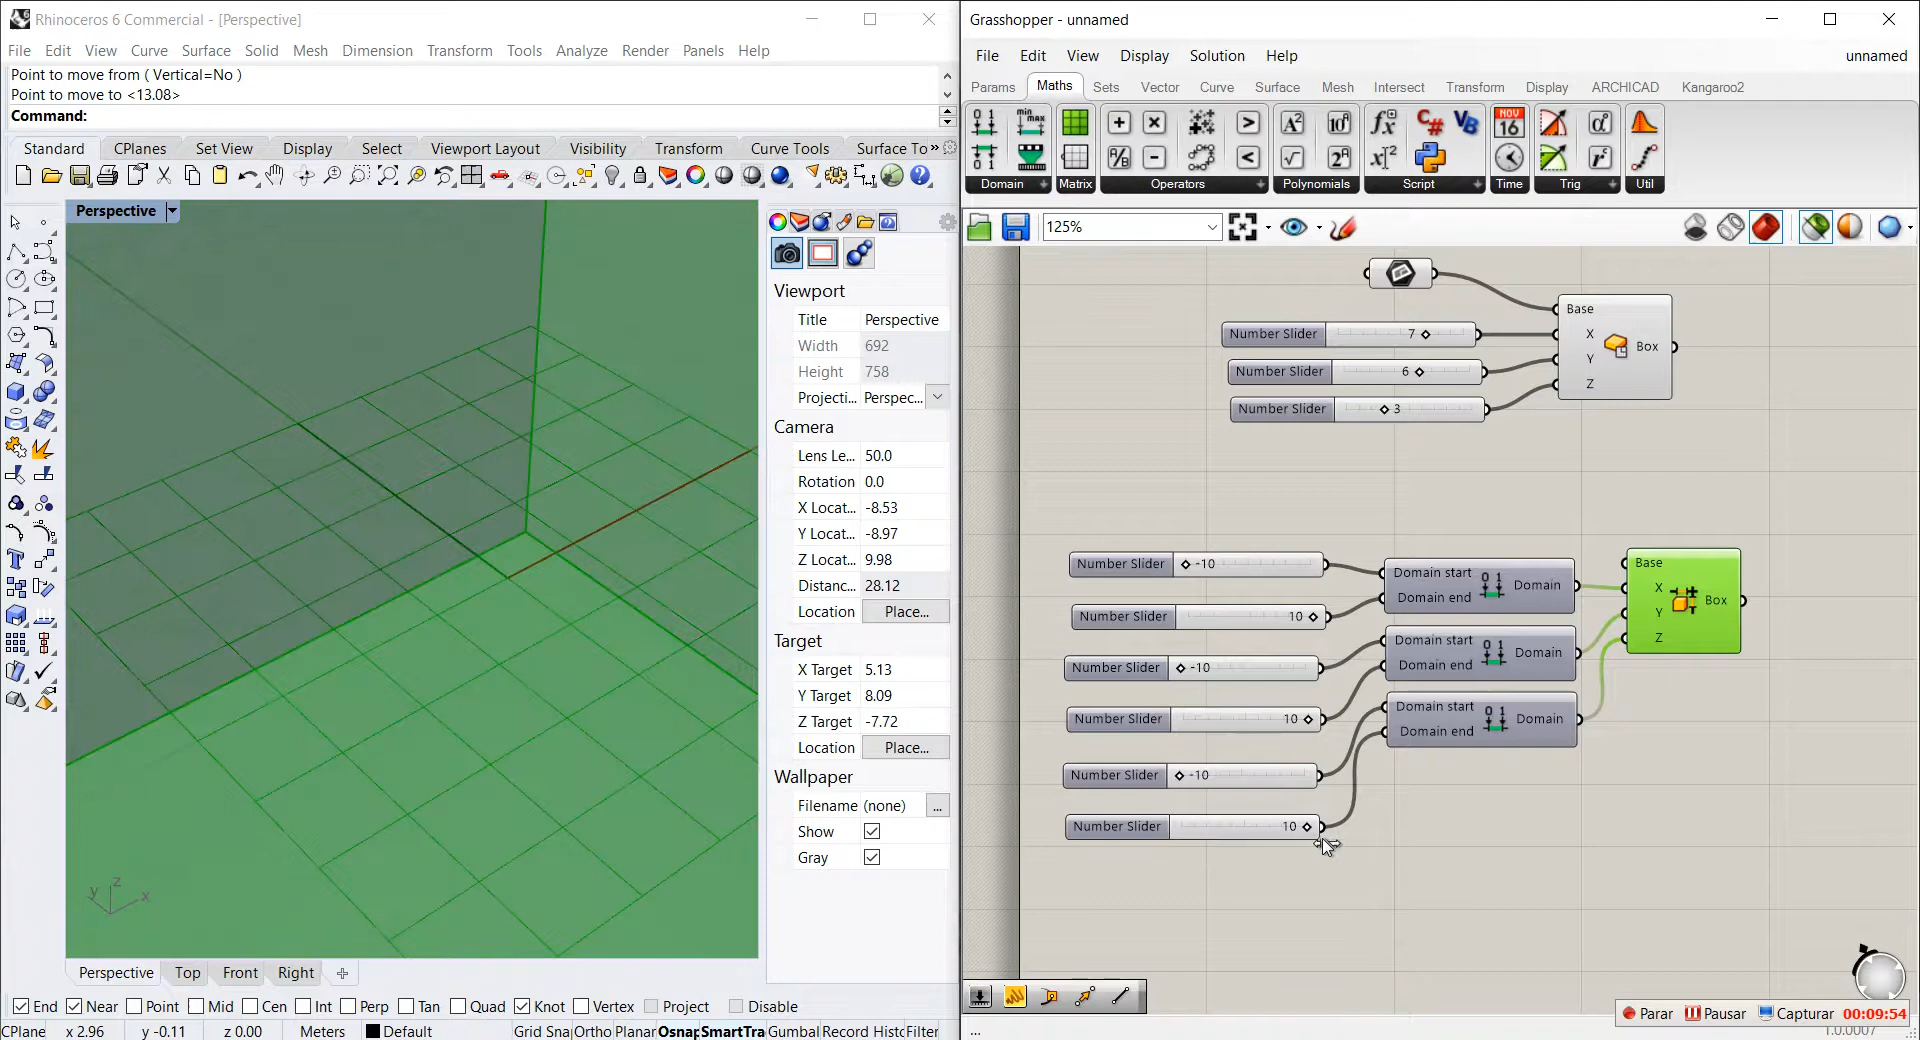 Rhinoceros 6 Commercial - [Perspective]
File Edit View Curve Surface Solid Mesh Dimension Transform Tools Analyze Render Panels Help
Point to move from ( Vertical=No )
Point to move to <13.08>
Command:
Standard CPlanes Set View Display Select Viewport Layout Visibility Transform Curve Tools Surface To»
Perspective
Viewport
Title Perspective
Width 692
Height 758
Projecti... Perspec...
Camera
Lens Le... 50.0
Rotation 0.0
X Locat... -8.53
Y Locat... -8.97
Z Locat... 9.98
Distanc... 28.12
Location Place...
Target
X Target 5.13
Y Target 8.09
Z Target -7.72
Location Place...
Wallpaper
Filename (none) ...
Show
Gray
z
y x
Perspective Top Front Right
End Near Point Mid Cen Int Perp Tan Quad Knot Vertex Project Disable
CPlane x 2.96 y -0.11 z 0.00 Meters Default Grid Sna Ortho Planar Osnap SmartTra Gumbal Record Histo Filter
Grasshopper - unnamed
File Edit View Display Solution Help unnamed
Params Maths Sets Vector Curve Surface Mesh Intersect Transform Display ARCHICAD Kangaroo2
Domain Matrix Operators Polynomials Script Time Trig Util
125%
Base
Number Slider 7 X
Box
Number Slider 6 Y
Number Slider 3 Z
Number Slider -10
Domain start
Domain end
Domain
Number Slider 10
Base
X
Y
Z
Box
Number Slider -10
Domain start
Domain end
Domain
Number Slider 10
Domain start
Domain end
Domain
Number Slider -10
Number Slider 10
Parar Pausar Capturar 00:09:54
...
1.0.0007